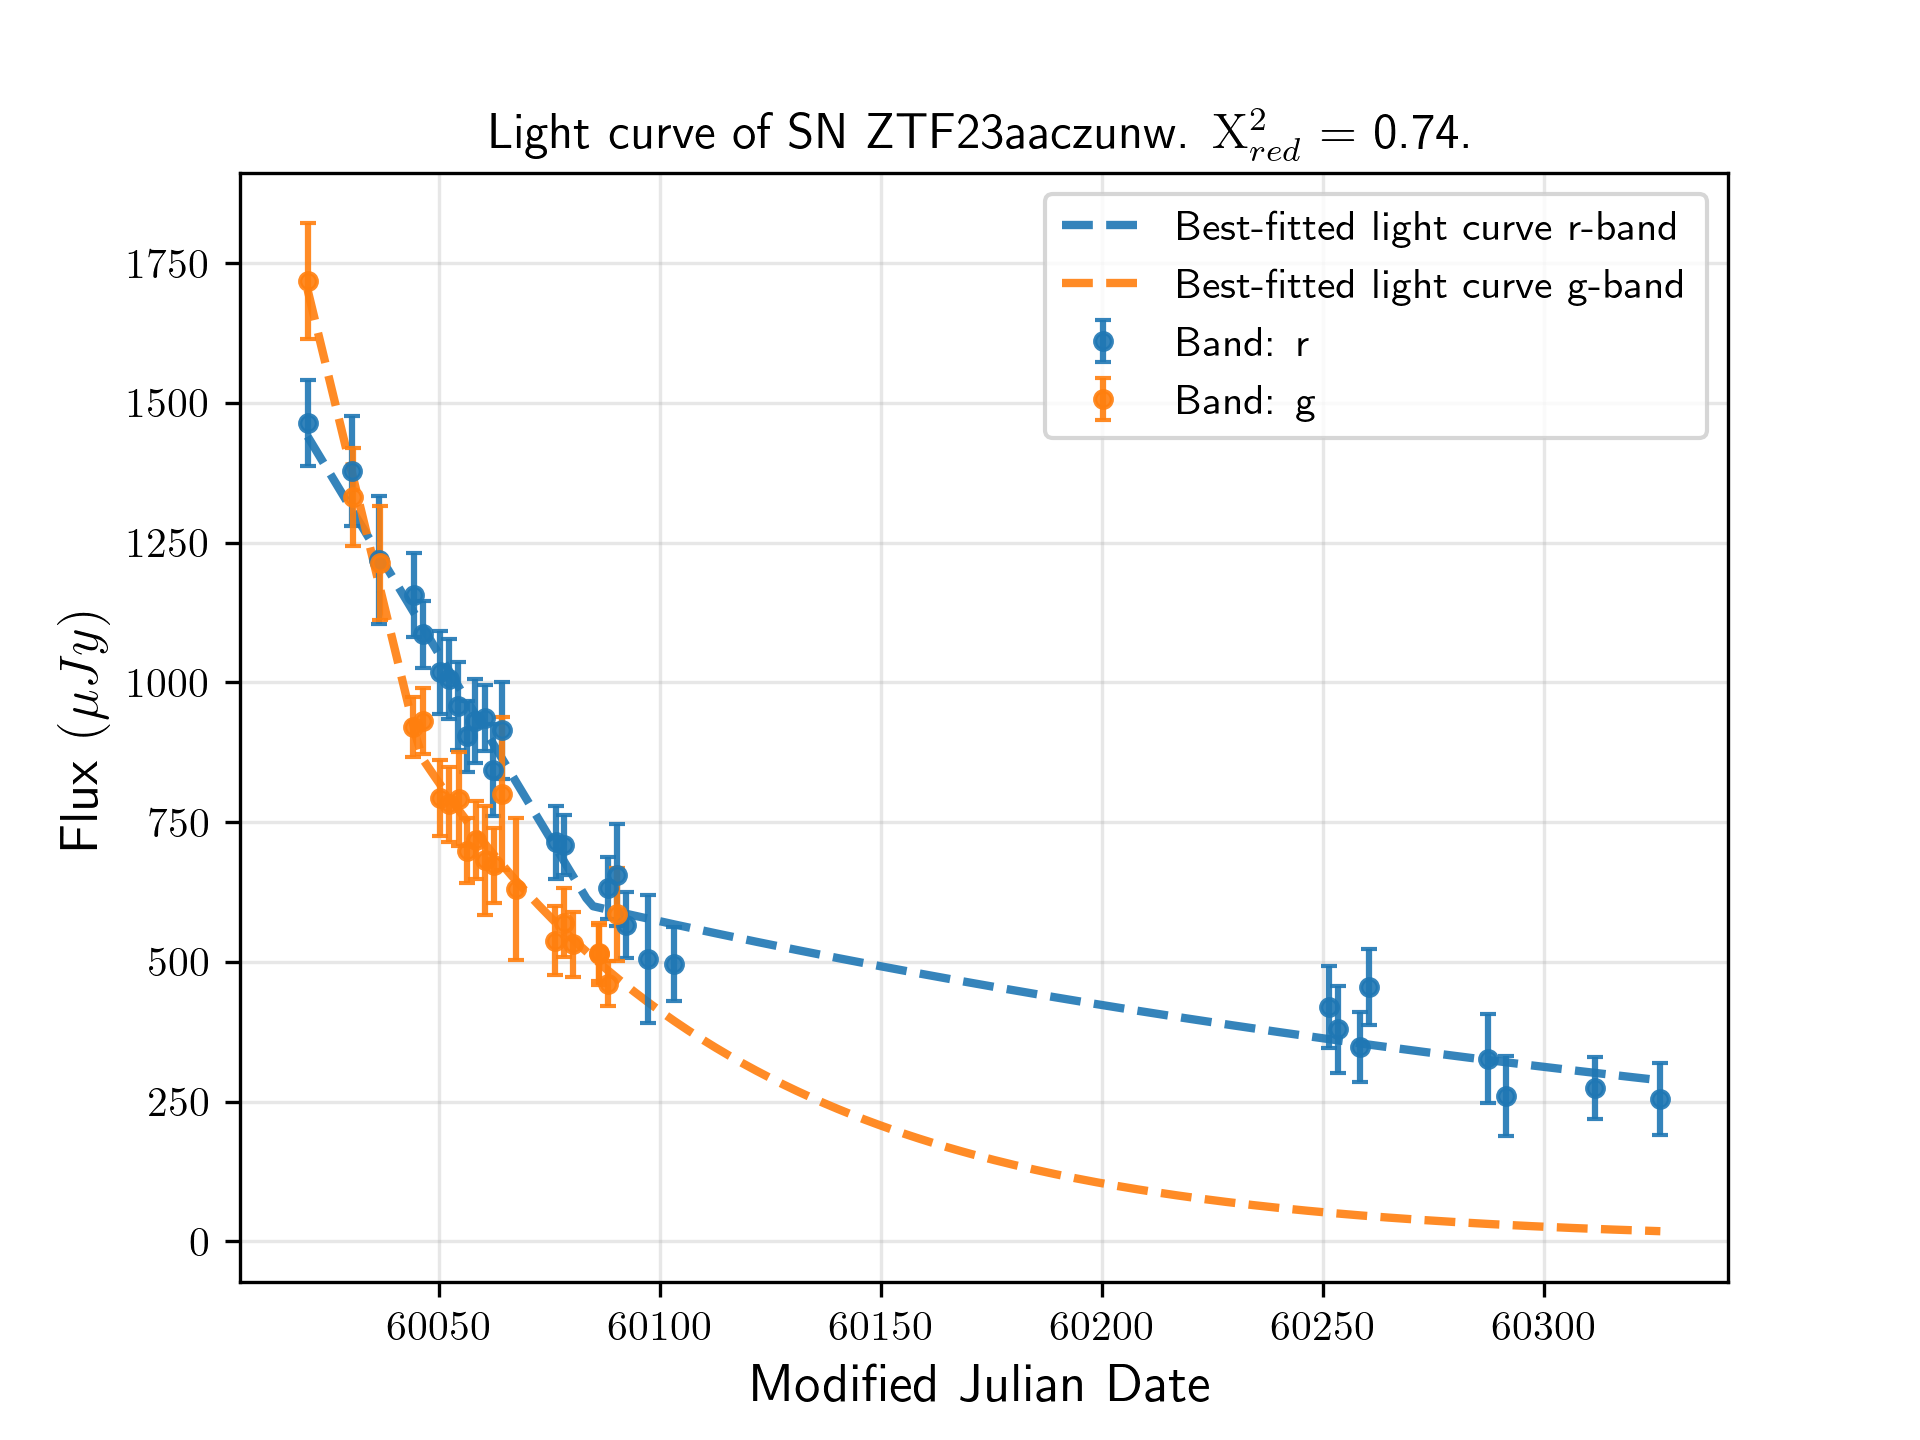 Light curve of SN ZTF23aaczunw. X²_red = 0.74.
Best-fitted light curve r-band
Best-fitted light curve g-band
Band: r
Band: g
1750
1500
1250
1000
750
500
250
0
Flux (μJy)
60050 60100 60150 60200 60250 60300
Modified Julian Date